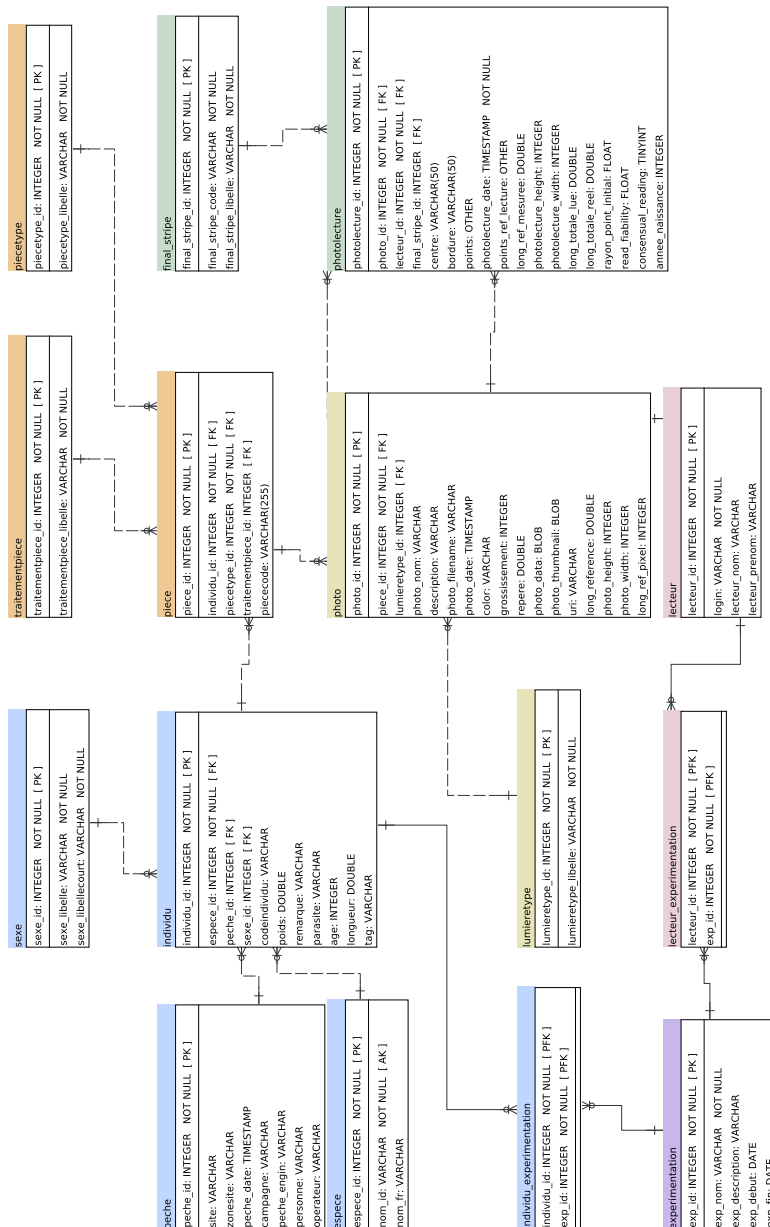 sexe
sexe_id: INTEGER NOT NULL [ PK ]
sexe_libelle: VARCHAR NOT NULL
sexe_libellecourt: VARCHAR NOT NULL
traitementpiece
traitementpiece_id: INTEGER NOT NULL [ PK ]
traitementpiece_libelle: VARCHAR NOT NULL
piecetype
piecetype_id: INTEGER NOT NULL [ PK ]
piecetype_libelle: VARCHAR NOT NULL
peche
peche_id: INTEGER NOT NULL [ PK ]
site: VARCHAR
zonesite: VARCHAR
peche_date: TIMESTAMP
campagne: VARCHAR
peche_engin: VARCHAR
personne: VARCHAR
operateur: VARCHAR
individu
individu_id: INTEGER NOT NULL [ PK ]
espece_id: INTEGER NOT NULL [ FK ]
peche_id: INTEGER [ FK ]
sexe_id: INTEGER [ FK ]
codeindividu: VARCHAR
poids: DOUBLE
remarque: VARCHAR
parasite: VARCHAR
age: INTEGER
longueur: DOUBLE
tag: VARCHAR
piece
piece_id: INTEGER NOT NULL [ PK ]
individu_id: INTEGER NOT NULL [ FK ]
piecetype_id: INTEGER NOT NULL [ FK ]
traitementpiece_id: INTEGER [ FK ]
piececode: VARCHAR(255)
final_stripe
final_stripe_id: INTEGER NOT NULL [ PK ]
final_stripe_code: VARCHAR NOT NULL
final_stripe_libelle: VARCHAR NOT NULL
espece
espece_id: INTEGER NOT NULL [ PK ]
nom_id: VARCHAR NOT NULL [ AK ]
nom_fr: VARCHAR
photo
photo_id: INTEGER NOT NULL [ PK ]
piece_id: INTEGER NOT NULL [ FK ]
lumieretype_id: INTEGER [ FK ]
photo_nom: VARCHAR
description: VARCHAR
photo_filename: VARCHAR
photo_date: TIMESTAMP
color: VARCHAR
grossissement: INTEGER
repere: DOUBLE
photo_data: BLOB
photo_thumbnail: BLOB
uri: VARCHAR
long_reference: DOUBLE
photo_height: INTEGER
photo_width: INTEGER
long_ref_pixel: INTEGER
photolecture
photolecture_id: INTEGER NOT NULL [ PK ]
photo_id: INTEGER NOT NULL [ FK ]
lecteur_id: INTEGER NOT NULL [ FK ]
final_stripe_id: INTEGER [ FK ]
centre: VARCHAR(50)
bordure: VARCHAR(50)
points: OTHER
photolecture_date: TIMESTAMP NOT NULL
points_ref_lecture: OTHER
long_ref_mesuree: DOUBLE
photolecture_height: INTEGER
photolecture_width: INTEGER
long_totale_lue: DOUBLE
long_totale_reel: DOUBLE
rayon_point_initial: FLOAT
read_fiability: FLOAT
consensual_reading: TINYINT
annee_naissance: INTEGER
individu_experimentation
individu_id: INTEGER NOT NULL [ PFK ]
exp_id: INTEGER NOT NULL [ PFK ]
lumieretype
lumieretype_id: INTEGER NOT NULL [ PK ]
lumieretype_libelle: VARCHAR NOT NULL
experimentation
exp_id: INTEGER NOT NULL [ PK ]
exp_nom: VARCHAR NOT NULL
exp_description: VARCHAR
exp_debut: DATE
exp_fin: DATE
lecteur_experimentation
lecteur_id: INTEGER NOT NULL [ PFK ]
exp_id: INTEGER NOT NULL [ PFK ]
lecteur
lecteur_id: INTEGER NOT NULL [ PK ]
login: VARCHAR NOT NULL
lecteur_nom: VARCHAR
lecteur_prenom: VARCHAR